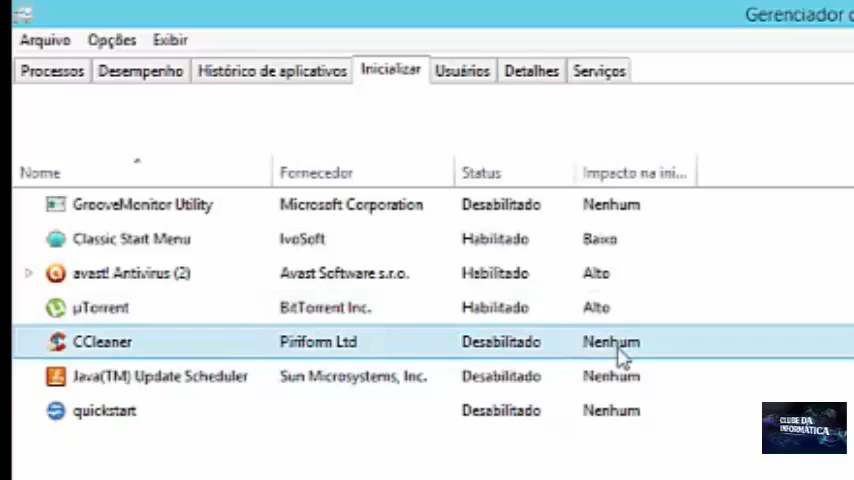 Gerenciador d
Arquivo Opções Exibir
Processos Desempenho Histórico de aplicativos Inicializar Usuários Detalhes Serviços
Nome Fornecedor Status Impacto na ini...
GrooveMonitor Utility Microsoft Corporation Desabilitado Nenhum
Classic Start Menu IvoSoft Habilitado Baixo
avast! Antivirus (2) Avast Software s.r.o. Habilitado Alto
µTorrent BitTorrent Inc. Habilitado Alto
CCleaner Piriform Ltd Desabilitado Nenhum
Java(TM) Update Scheduler Sun Microsystems, Inc. Desabilitado Nenhum
quickstart Desabilitado Nenhum
CLUBE DA
INFORMÁTICA